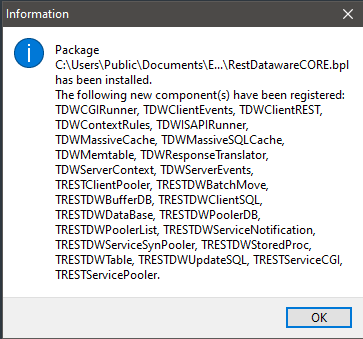 Information
Package
C:\Users\Public\Documents\E...\RestDatawareCORE.bpl
has been installed.
The following new component(s) have been registered:
TDWCGIRunner, TDWClientEvents, TDWClientREST,
TDWContextRules, TDWISAPIRunner,
TDWMassiveCache, TDWMassiveSQLCache,
TDWMemtable, TDWResponseTranslator,
TDWServerContext, TDWServerEvents,
TRESTClientPooler, TRESTDWBatchMove,
TRESTDWBufferDB, TRESTDWClientSQL,
TRESTDWDataBase, TRESTDWPoolerDB,
TRESTDWPoolerList, TRESTDWServiceNotification,
TRESTDWServiceSynPooler, TRESTDWStoredProc,
TRESTDWTable, TRESTDWUpdateSQL, TRESTServiceCGI,
TRESTServicePooler.
OK